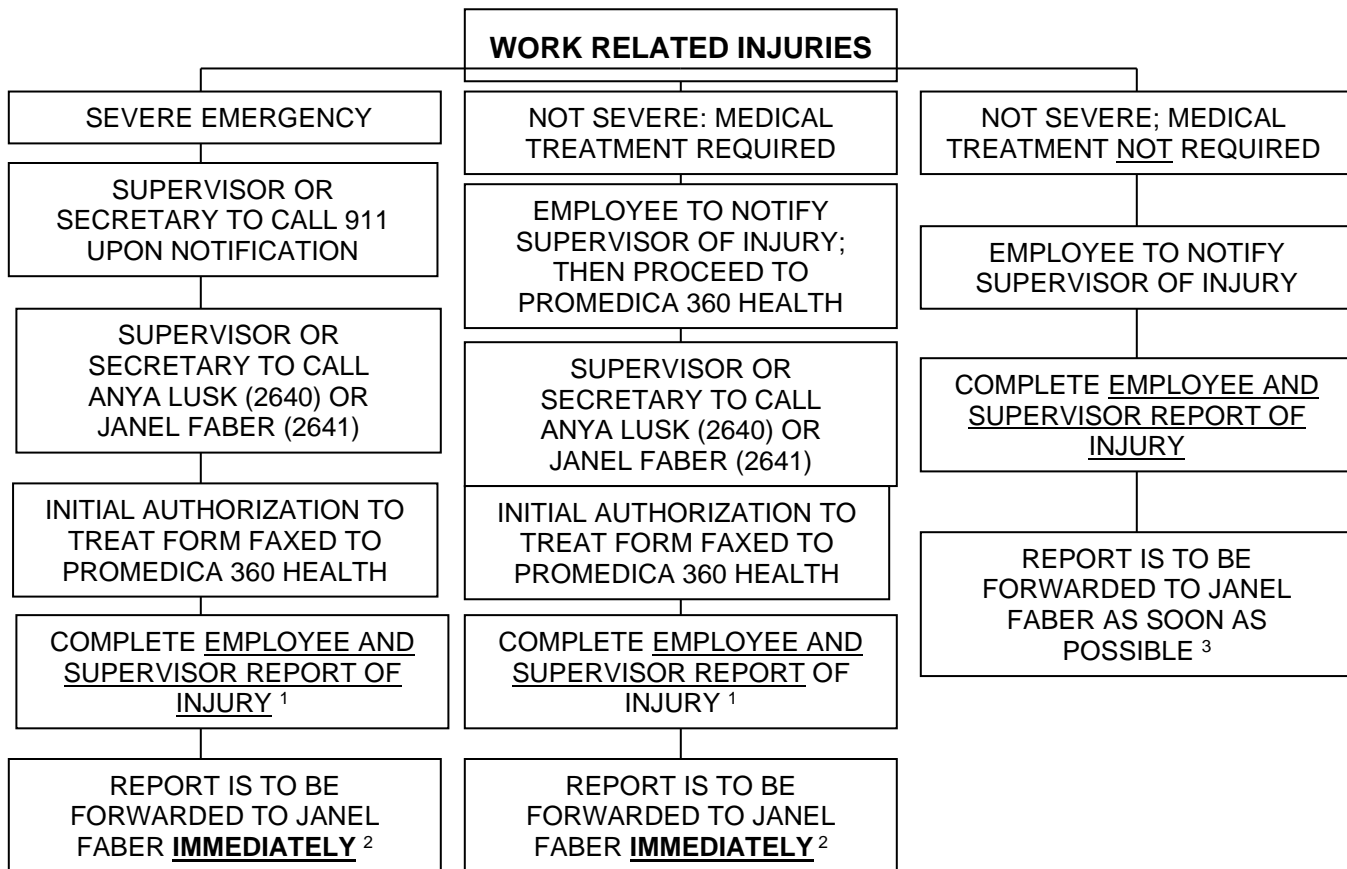 WORK RELATED INJURIES
SEVERE EMERGENCY
SUPERVISOR OR
SECRETARY TO CALL 911
UPON NOTIFICATION
SUPERVISOR OR
SECRETARY TO CALL
ANYA LUSK (2640) OR
JANEL FABER (2641)
INITIAL AUTHORIZATION TO
TREAT FORM FAXED TO
PROMEDICA 360 HEALTH
COMPLETE EMPLOYEE AND
SUPERVISOR REPORT OF
INJURY ¹
REPORT IS TO BE
FORWARDED TO JANEL
FABER IMMEDIATELY ²
NOT SEVERE: MEDICAL
TREATMENT REQUIRED
EMPLOYEE TO NOTIFY
SUPERVISOR OF INJURY;
THEN PROCEED TO
PROMEDICA 360 HEALTH
SUPERVISOR OR
SECRETARY TO CALL
ANYA LUSK (2640) OR
JANEL FABER (2641)
INITIAL AUTHORIZATION TO
TREAT FORM FAXED TO
PROMEDICA 360 HEALTH
COMPLETE EMPLOYEE AND
SUPERVISOR REPORT OF
INJURY ¹
REPORT IS TO BE
FORWARDED TO JANEL
FABER IMMEDIATELY ²
NOT SEVERE; MEDICAL
TREATMENT NOT REQUIRED
EMPLOYEE TO NOTIFY
SUPERVISOR OF INJURY
COMPLETE EMPLOYEE AND
SUPERVISOR REPORT OF
INJURY
REPORT IS TO BE
FORWARDED TO JANEL
FABER AS SOON AS
POSSIBLE ³